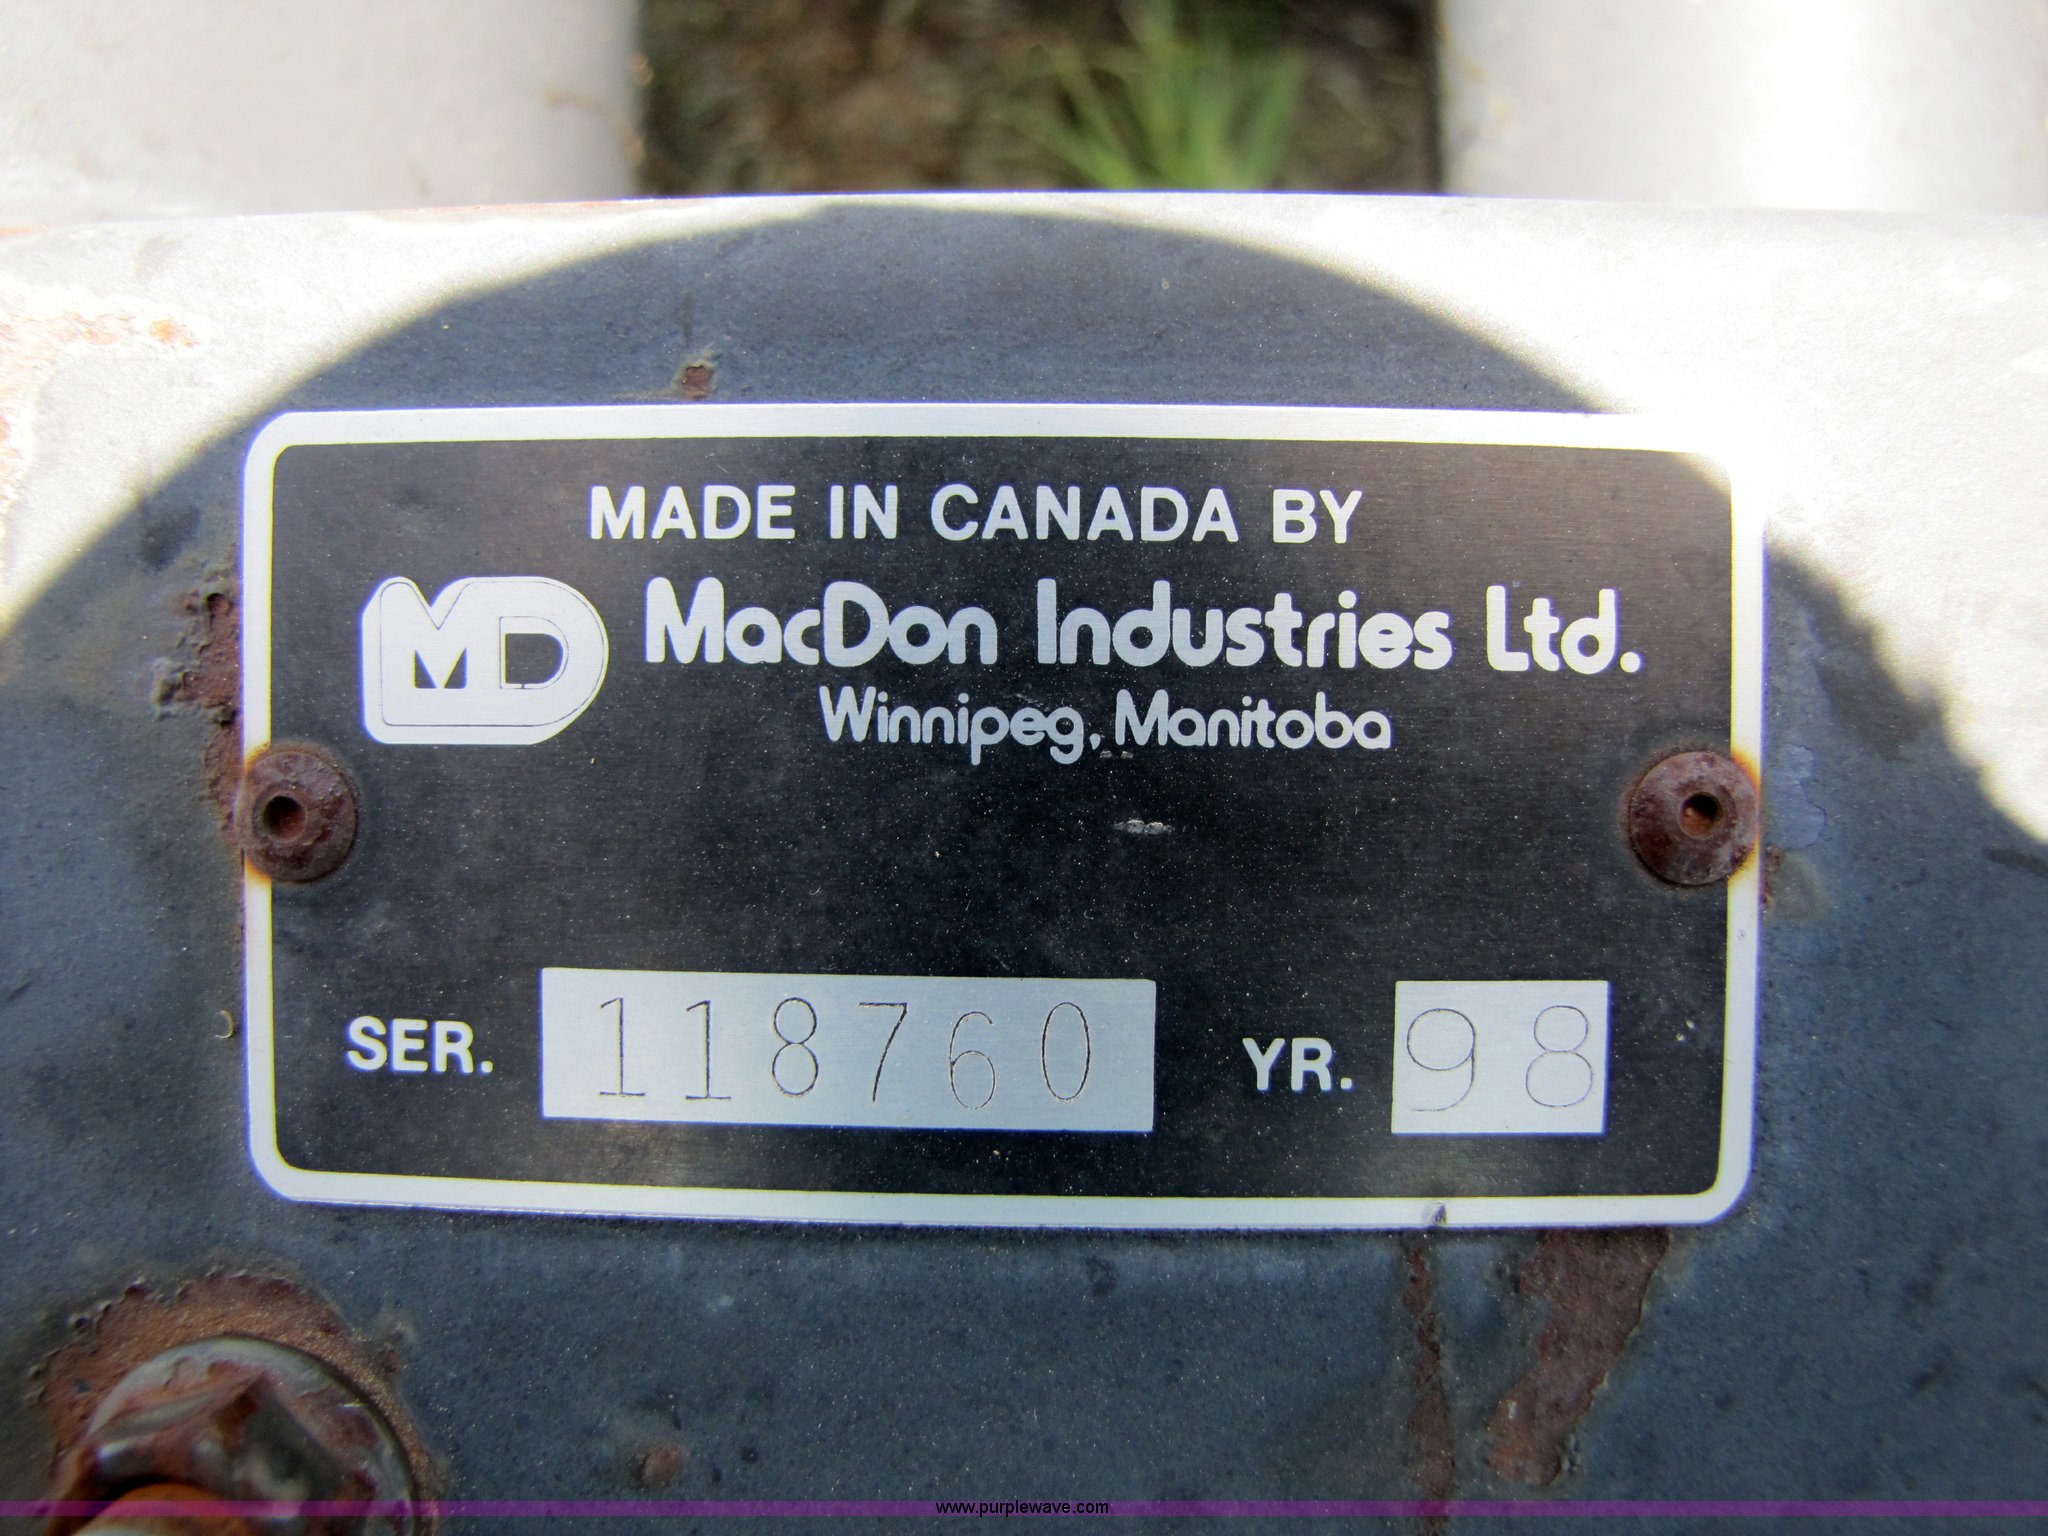 MADE IN CANADA BY
MD MacDon Industries Ltd.
Winnipeg, Manitoba
SER. 118760 YR. 98
www.purplewave.com